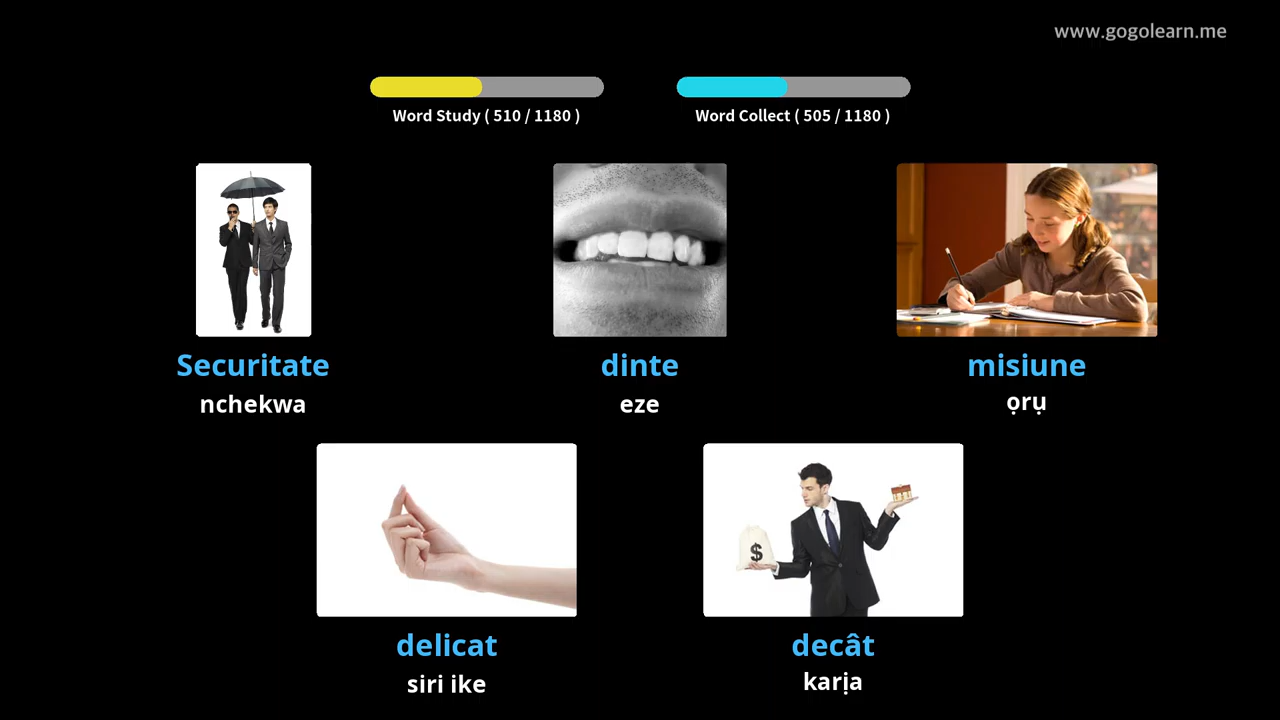 www.gogolearn.me
Word Study ( 510 / 1180 )
Word Collect ( 505 / 1180 )
Securitate
nchekwa
dinte
eze
misiune
ọrụ
$
delicat
siri ike
decât
karịa